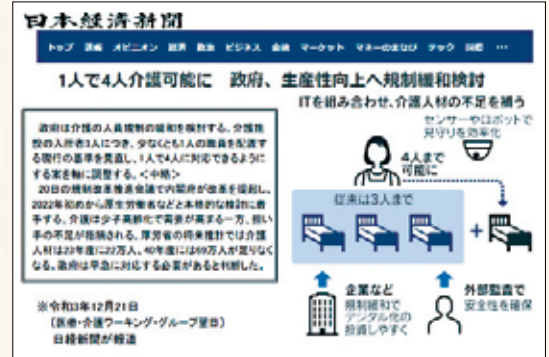 日本経済新聞
トップ 速報 オピニオン 経済 政治 ビジネス 金融 マーケット マネーのまなび テック 国際 …
1人で4人介護可能に 政府、生産性向上へ規制緩和検討
ITを組み合わせ、介護人材の不足を補う
政府は介護の人員規制の緩和を検討する。介護施
設の入所者3人につき、少なくとも1人の職員を配置す
る現行の基準を見直し、1人で4人に対応できるように
する案を軸に調整する。<中略>
20日の規制改革推進会議で内閣府が改革を提起し、
2022年初めから厚生労働省などと本格的な検討に着
手する。介護は少子高齢化で需要が高まる一方、担い
手の不足が指摘される。厚労省の将来推計では介護
人材は23年度に22万人、40年度には69万人が足りなく
なる。政府は早急に対応する必要があると判断した。
※令和3年12月21日
(医療・介護ワーキング・グループ翌日)
日経新聞が報道
センサーやロボットで
見守りを効率化
4人まで
可能に
従来は3人まで
+
企業など
規制緩和で
デジタル化の
投資しやすく
外部監査で
安全性を確保